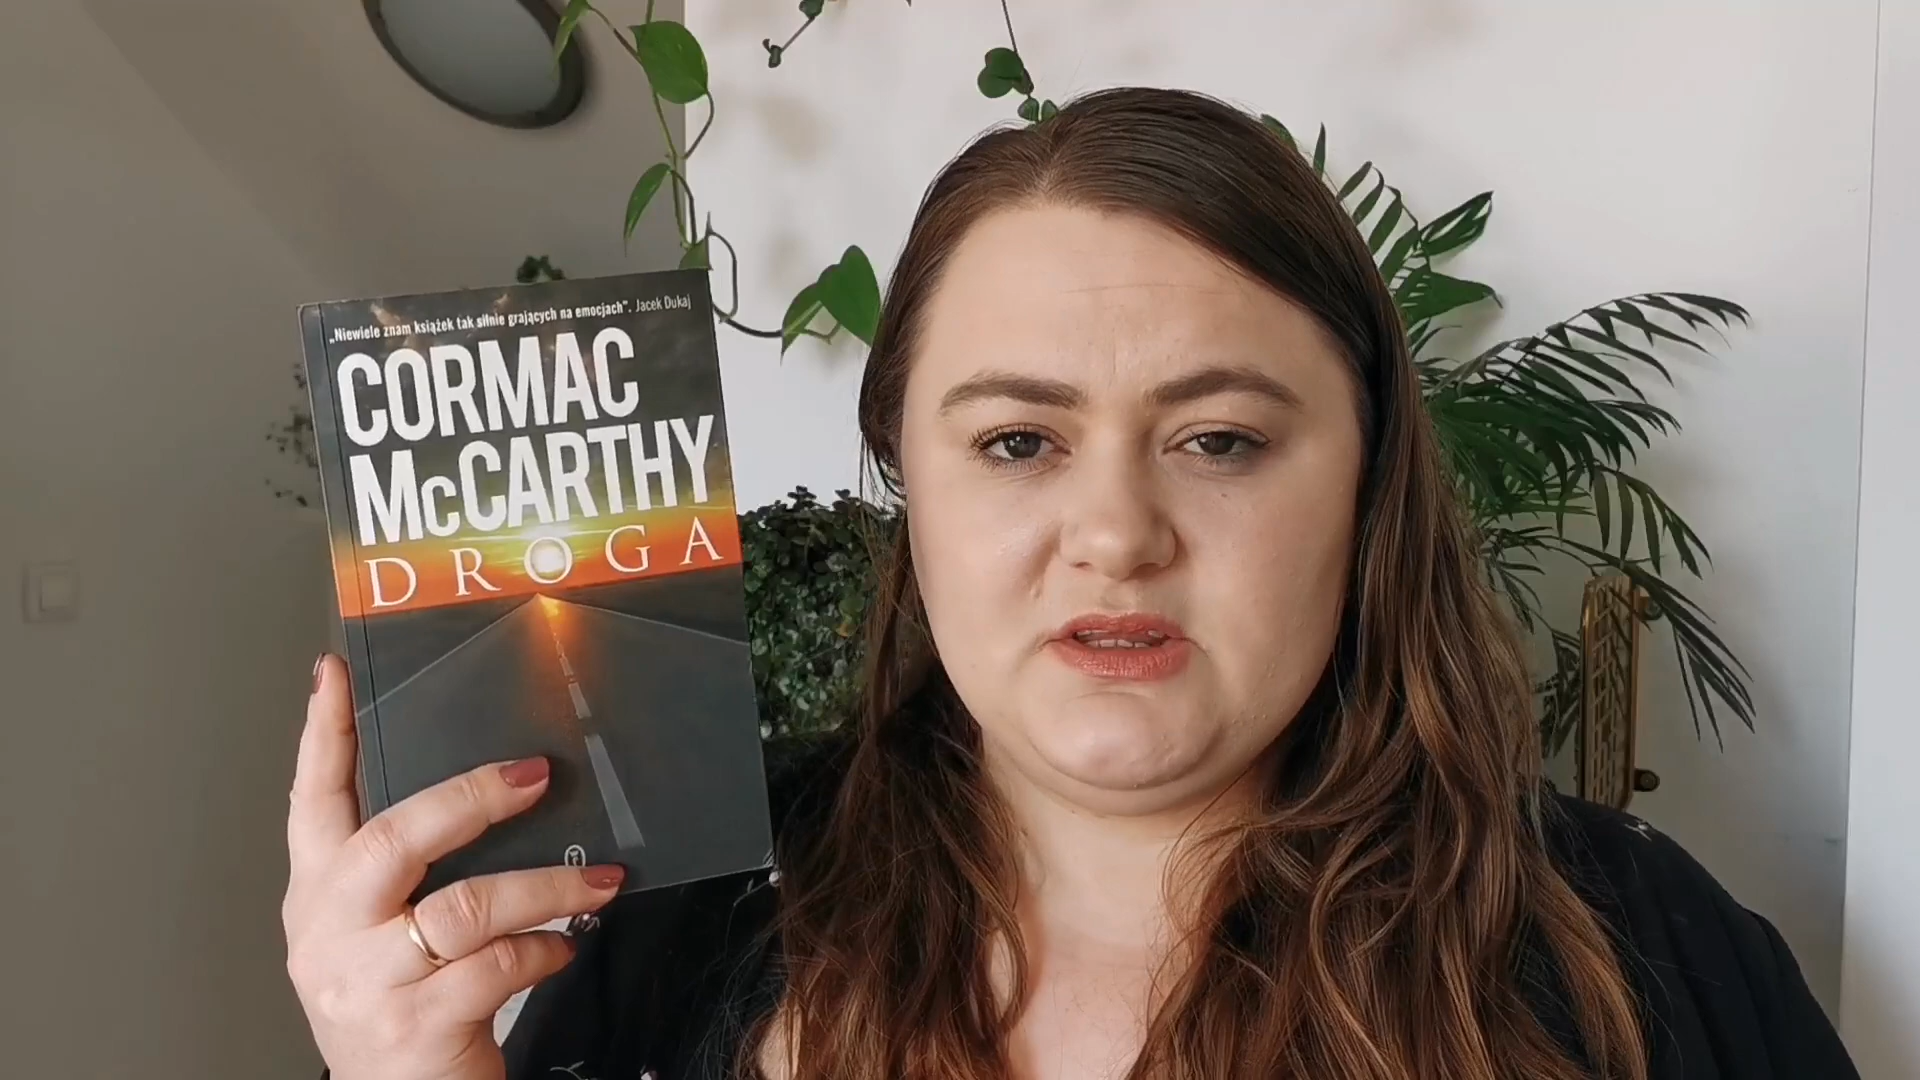 „Niewiele znam książek tak silnie grających na emocjach”. Jacek Dukaj
CORMAC
McCARTHY
DROGA